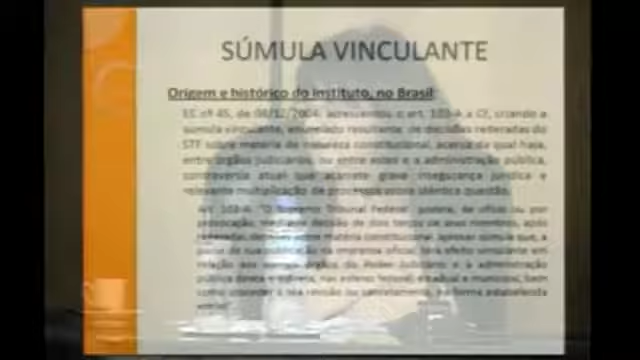 SÚMULA VINCULANTE
Origem e histórico do Instituto, no Brasil:
EC nº 45, de 08/12/2004: acrescentou o art. 103-A a CF, criando a
súmula vinculante, enunciado resultante de decisões reiteradas do
STF sobre matéria de natureza constitucional, acerca da qual haja,
entre órgãos judiciários, ou entre esses e a administração pública,
controvérsia atual que acarrete grave insegurança jurídica e
relevante multiplicação de processos sobre idêntica questão.
Art. 103-A. "O Supremo Tribunal Federal poderá, de ofício ou por
provocação, mediante decisão de dois terços de seus membros, após
reiteradas decisões sobre matéria constitucional, aprovar súmula que, a
partir de sua publicação na imprensa oficial, terá efeito vinculante em
relação aos demais órgãos do Poder Judiciário e à administração
pública direta e indireta, nas esferas federal, estadual e municipal, bem
como proceder à sua revisão ou cancelamento, na forma estabelecida